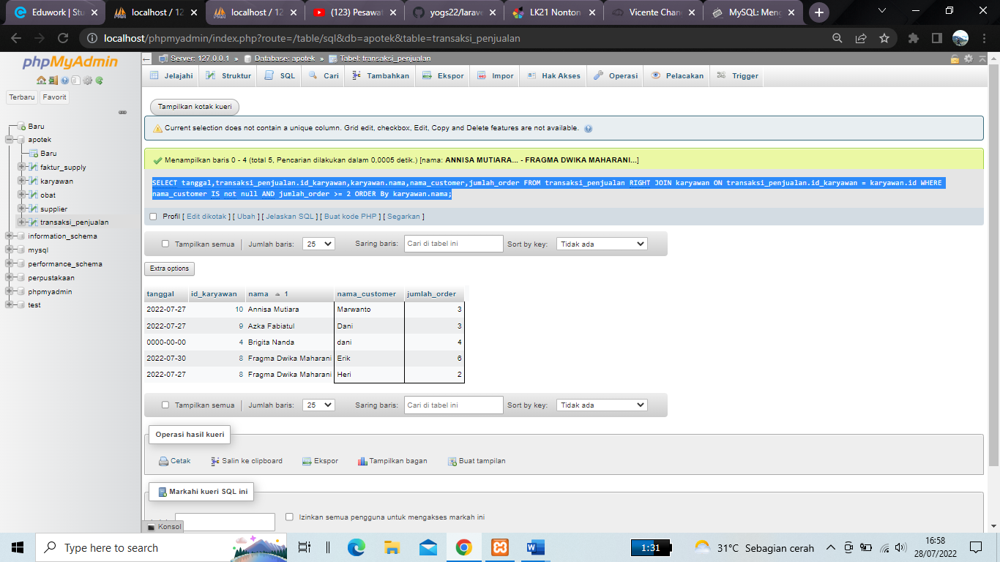 Eduwork | Stu
localhost / 12
localhost / 12
(123) Pesawa
yogs22/larave
LK21 Nonton
Vicente Chan
MySQL: Meng
localhost/phpmyadmin/index.php?route=/table/sql&db=apotek&table=transaksi_penjualan
phpMyAdmin
Terbaru
Favorit
Baru
apotek
Baru
faktur_supply
karyawan
obat
supplier
transaksi_penjualan
information_schema
mysql
performance_schema
perpustakaan
phpmyadmin
test
Server: 127.0.0.1 » Database: apotek » Tabel: transaksi_penjualan
Jelajahi
Struktur
SQL
Cari
Tambahkan
Ekspor
Impor
Hak Akses
Operasi
Pelacakan
Trigger
Tampilkan kotak kueri
Current selection does not contain a unique column. Grid edit, checkbox, Edit, Copy and Delete features are not available.
Menampilkan baris 0 - 4 (total 5, Pencarian dilakukan dalam 0,0005 detik.) [nama: ANNISA MUTIARA... - FRAGMA DWIKA MAHARANI...]
SELECT tanggal,transaksi_penjualan.id_karyawan,karyawan.nama,nama_customer,jumlah_order FROM transaksi_penjualan RIGHT JOIN karyawan ON transaksi_penjualan.id_karyawan = karyawan.id WHERE
nama_customer IS not null AND jumlah_order >= 2 ORDER By karyawan.nama;
Profil [ Edit dikotak ] [ Ubah ] [ Jelaskan SQL ] [ Buat kode PHP ] [ Segarkan ]
Tampilkan semua | Jumlah baris: 25 Saring baris: Cari di tabel ini Sort by key: Tidak ada
Extra options
tanggal id_karyawan nama 1 nama_customer jumlah_order
2022-07-27 10 Annisa Mutiara Marwanto 3
2022-07-27 9 Azka Fabiatul Dani 3
0000-00-00 4 Brigita Nanda dani 4
2022-07-30 8 Fragma Dwika Maharani Erik 6
2022-07-27 8 Fragma Dwika Maharani Heri 2
Tampilkan semua | Jumlah baris: 25 Saring baris: Cari di tabel ini Sort by key: Tidak ada
Operasi hasil kueri
Cetak
Salin ke clipboard
Ekspor
Tampilkan bagan
Buat tampilan
Markahi kueri SQL ini
Izinkan semua pengguna untuk mengakses markah ini
Konsol
Type here to search
1:31
31°C Sebagian cerah
16:58
28/07/2022